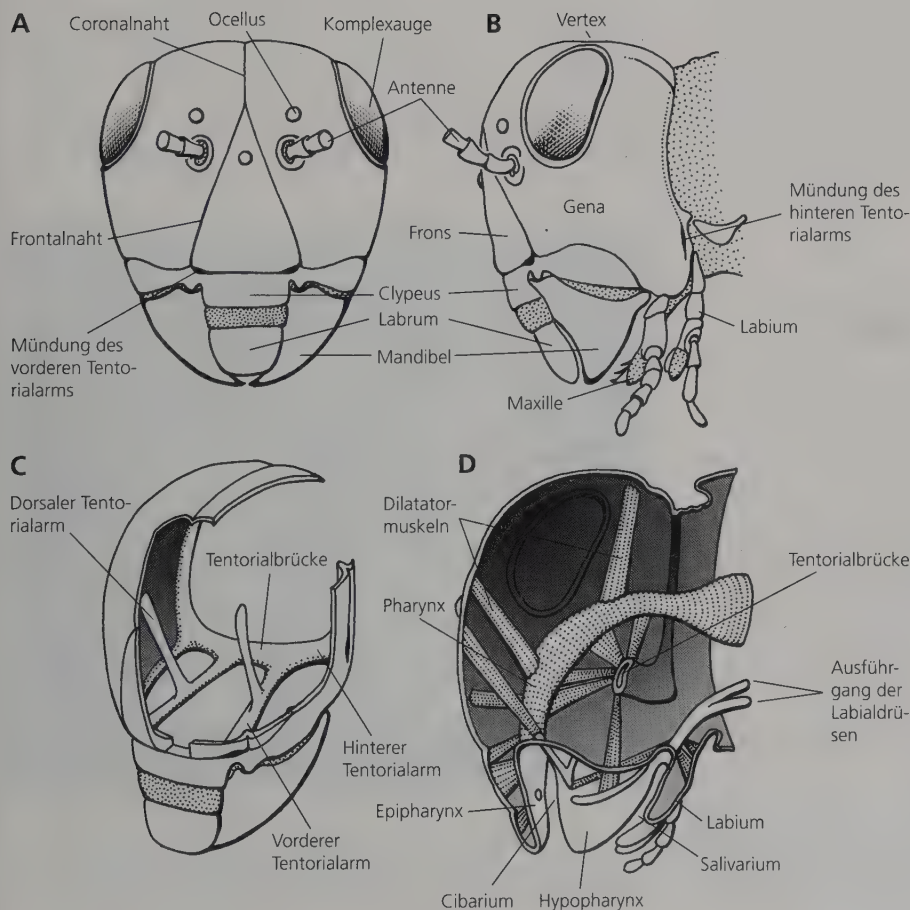 A
Coronalnaht
Ocellus
Komplexauge
B
Vertex
Antenne
Mündung des
hinteren Tento-
rialarms
Gena
Frontalnaht
Frons
Clypeus
Labrum
Labium
Mündung des
vorderen Tento-
rialarms
Mandibel
Maxille
C
Dorsaler Tento-
rialarm
Tentorialbrücke
Hinterer
Tentorialarm
Vorderer
Tentorialarm
D
Dilatator-
muskeln
Tentorialbrücke
Pharynx
Ausführ-
gang der
Labialdrü-
sen
Epipharynx
Labium
Salivarium
Cibarium
Hypopharynx